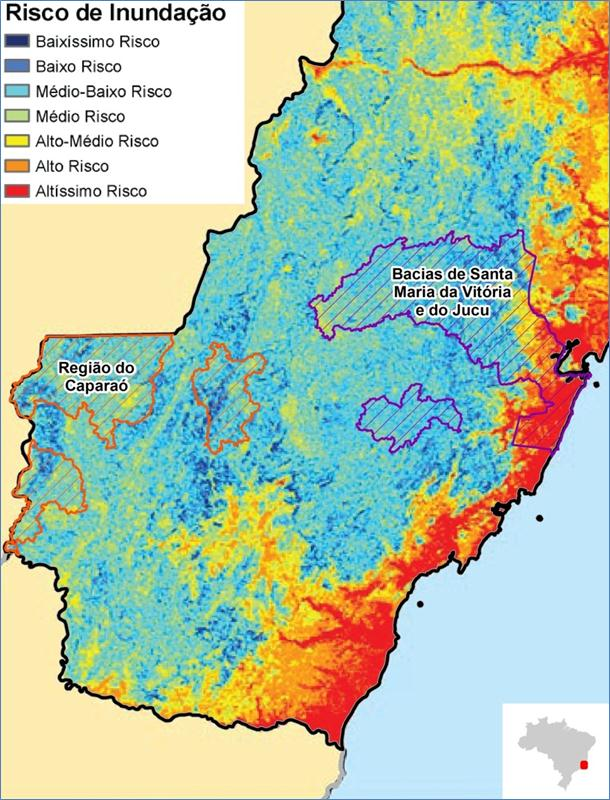 Risco de Inundação
Baixíssimo Risco
Baixo Risco
Médio-Baixo Risco
Médio Risco
Alto-Médio Risco
Alto Risco
Altíssimo Risco
Bacias de Santa
Maria da Vitória
e do Jucu
Região do
Caparaó